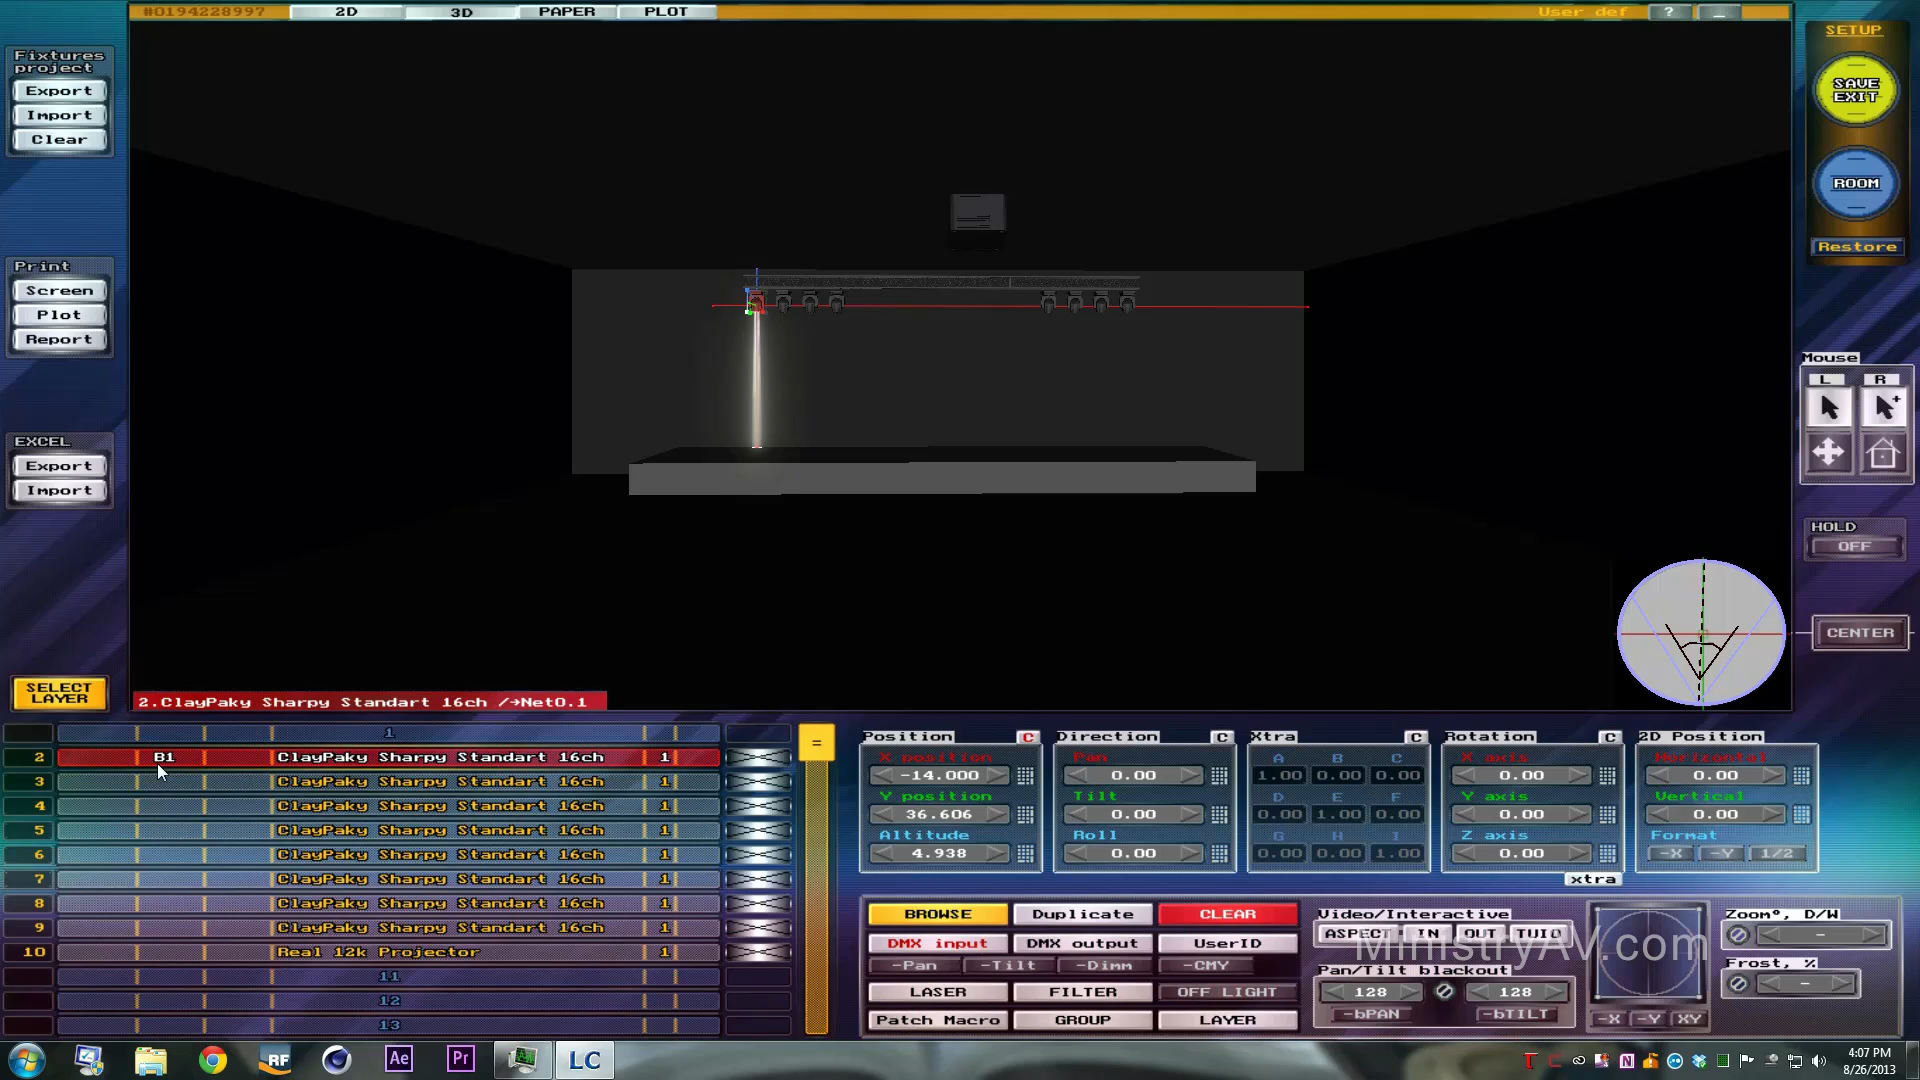 #0194228997 2D 3D PAPER PLOT User def ? _
Fixtures project
Export
Import
Clear
Print
Screen
Plot
Report
EXCEL
Export
Import
SELECT LAYER
SETUP
SAVE EXIT
ROOM
Restore
Mouse
L R
HOLD
OFF
CENTER
2.ClayPaky Sharpy Standart 16ch /→Net0.1
1
2 B1 ClayPaky Sharpy Standart 16ch 1
3 ClayPaky Sharpy Standart 16ch 1
4 ClayPaky Sharpy Standart 16ch 1
5 ClayPaky Sharpy Standart 16ch 1
6 ClayPaky Sharpy Standart 16ch 1
7 ClayPaky Sharpy Standart 16ch 1
8 ClayPaky Sharpy Standart 16ch 1
9 ClayPaky Sharpy Standart 16ch 1
10 Real 12k Projector 1
11
12
13
=
Position C
X position
-14.000
Y position
36.606
Altitude
4.938
Direction C
Pan
0.00
Tilt
0.00
Roll
0.00
Xtra C
A B C
1.00 0.00 0.00
D E F
0.00 1.00 0.00
G H I
0.00 0.00 1.00
Rotation C
X axis
0.00
Y axis
0.00
Z axis
0.00
xtra
2D Position
Horizontal
0.00
Vertical
0.00
Format
-X -Y 1/2
BROWSE Duplicate CLEAR
DMX input DMX output UserID
-Pan -Tilt -Dimm -CMY
LASER FILTER OFF LIGHT
Patch Macro GROUP LAYER
Video/Interactive
ASPECT IN OUT TUIO
Pan/Tilt blackout
128 128
-bPAN -bTILT
-X -Y XY
Zoom°, D/W
-
Frost, %
-
MinistryAV.com
RF Ae Pr LC
4:07 PM
8/26/2013